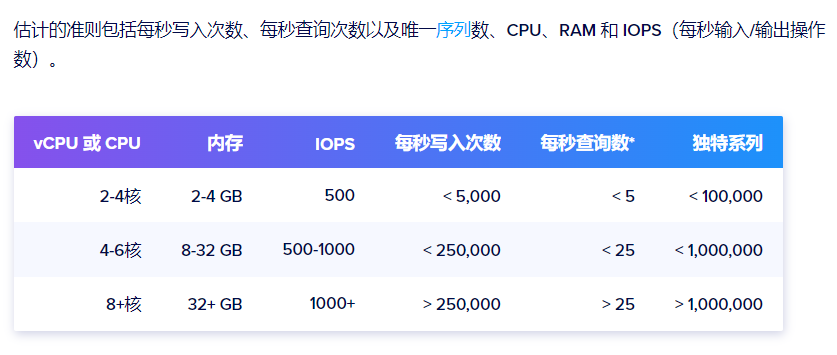 估计的准则包括每秒写入次数、每秒查询次数以及唯一序列数、CPU、RAM 和 IOPS（每秒输入/输出操作
数）。
vCPU 或 CPU 内存 IOPS 每秒写入次数 每秒查询数* 独特系列
2-4核 2-4 GB 500 < 5,000 < 5 < 100,000
4-6核 8-32 GB 500-1000 < 250,000 < 25 < 1,000,000
8+核 32+ GB 1000+ > 250,000 > 25 > 1,000,000